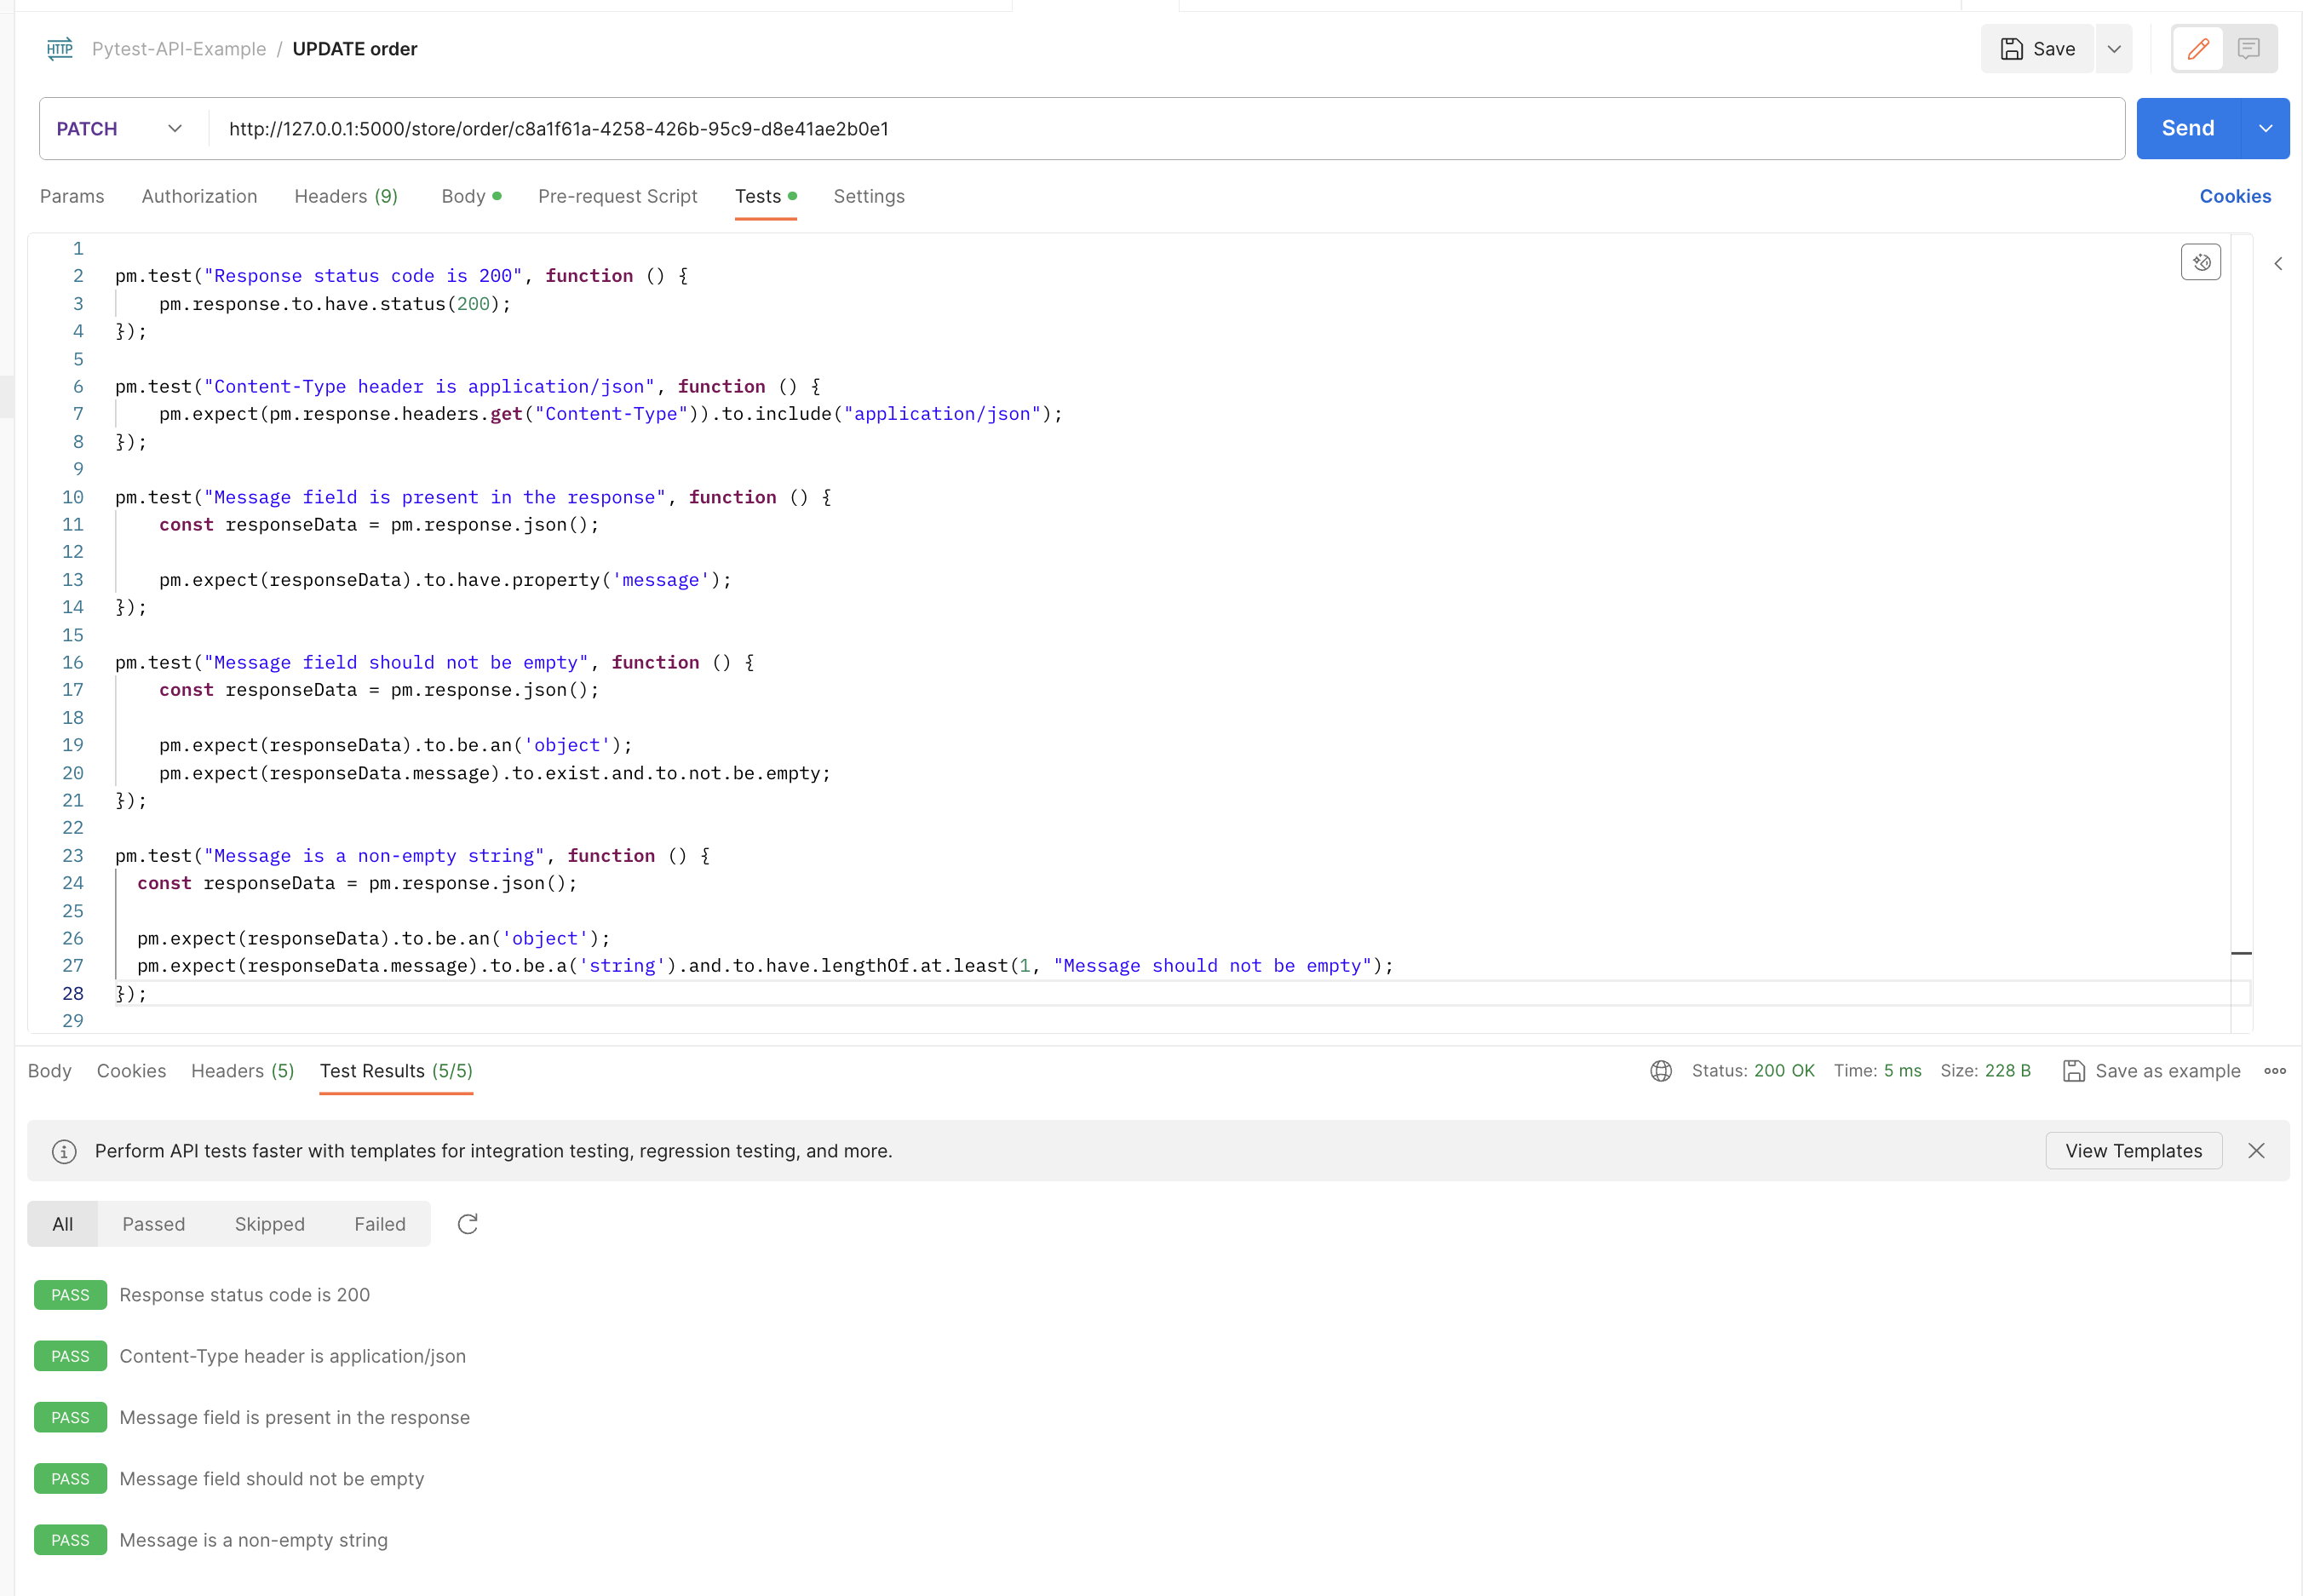 HTTP Pytest-API-Example / UPDATE order Save
PATCH http://127.0.0.1:5000/store/order/c8a1f61a-4258-426b-95c9-d8e41ae2b0e1 Send
Params Authorization Headers (9) Body Pre-request Script Tests Settings Cookies
1
2 pm.test("Response status code is 200", function () {
3 pm.response.to.have.status(200);
4 });
5
6 pm.test("Content-Type header is application/json", function () {
7 pm.expect(pm.response.headers.get("Content-Type")).to.include("application/json");
8 });
9
10 pm.test("Message field is present in the response", function () {
11 const responseData = pm.response.json();
12
13 pm.expect(responseData).to.have.property('message');
14 });
15
16 pm.test("Message field should not be empty", function () {
17 const responseData = pm.response.json();
18
19 pm.expect(responseData).to.be.an('object');
20 pm.expect(responseData.message).to.exist.and.to.not.be.empty;
21 });
22
23 pm.test("Message is a non-empty string", function () {
24 const responseData = pm.response.json();
25
26 pm.expect(responseData).to.be.an('object');
27 pm.expect(responseData.message).to.be.a('string').and.to.have.lengthOf.at.least(1, "Message should not be empty");
28 });
29
Body Cookies Headers (5) Test Results (5/5) Status: 200 OK Time: 5 ms Size: 228 B Save as example
Perform API tests faster with templates for integration testing, regression testing, and more. View Templates
All Passed Skipped Failed
PASS Response status code is 200
PASS Content-Type header is application/json
PASS Message field is present in the response
PASS Message field should not be empty
PASS Message is a non-empty string